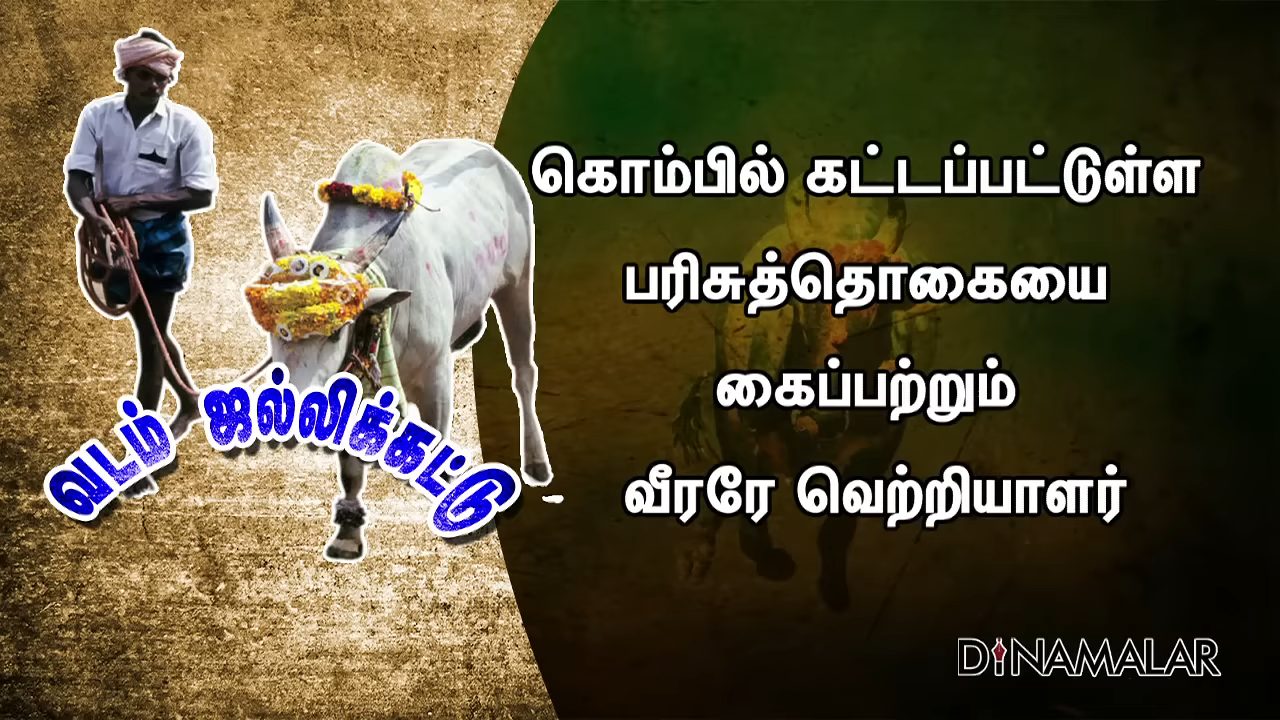 வடம் ஜல்லிக்கட்டு
கொம்பில் கட்டப்பட்டுள்ள
பரிசுத்தொகையை
கைப்பற்றும்
வீரரே வெற்றியாளர்
DINAMALAR